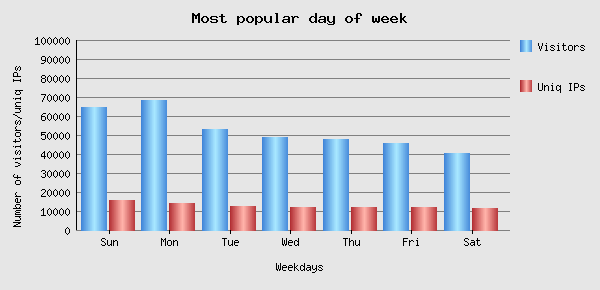 Most popular day of week
Number of visitors/uniq IPs
100000
90000
80000
70000
60000
50000
40000
30000
20000
10000
0
Sun Mon Tue Wed Thu Fri Sat
Weekdays
Visitors
Uniq IPs